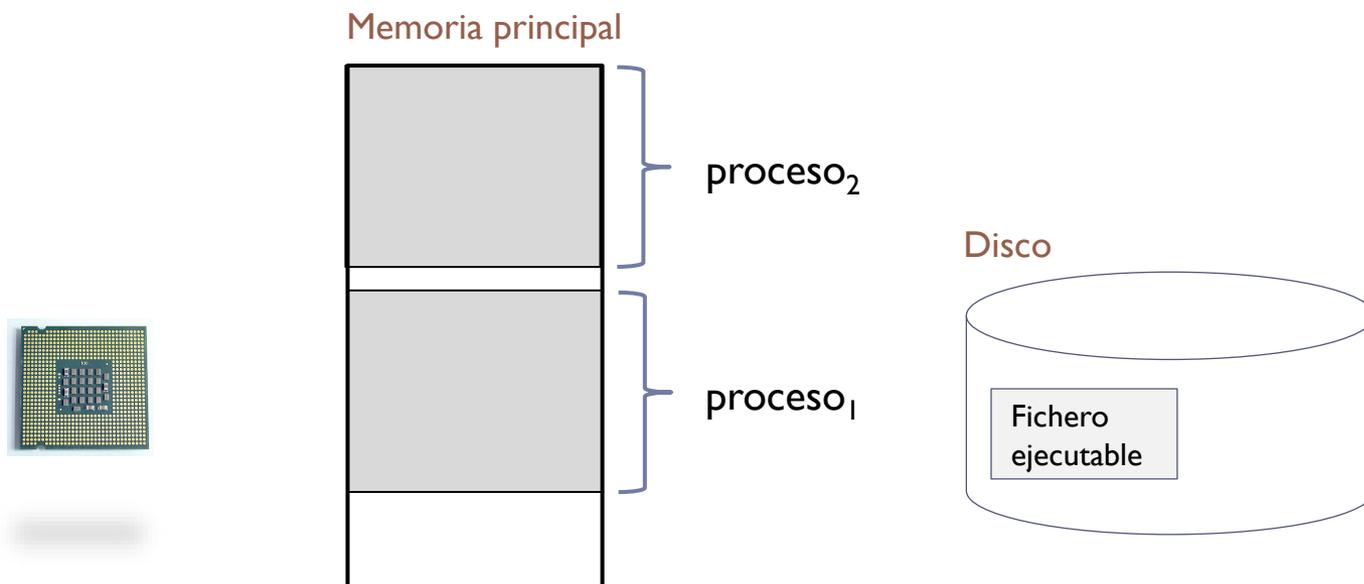 Memoria principal
proceso₂
Disco
proceso₁
Fichero
ejecutable